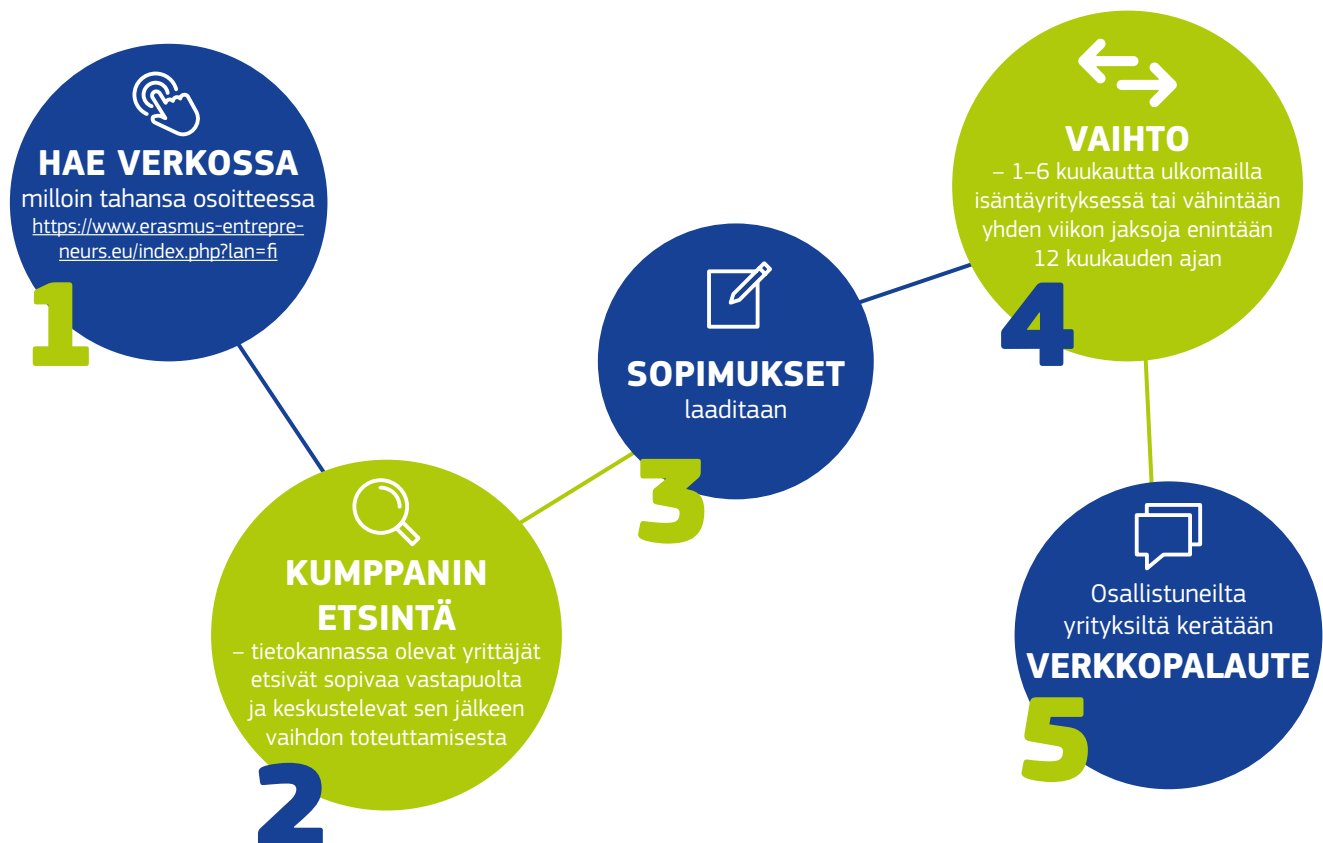 HAE VERKOSSA
milloin tahansa osoitteessa
https://www.erasmus-entrepre-
neurs.eu/index.php?lan=fi
1
KUMPPANIN
ETSINTÄ
– tietokannassa olevat yrittäjät
etsivät sopivaa vastapuolta
ja keskustelevat sen jälkeen
vaihdon toteuttamisesta
2
SOPIMUKSET
laaditaan
3
VAIHTO
– 1–6 kuukautta ulkomailla
isäntäyrityksessä tai vähintään
yhden viikon jaksoja enintään
12 kuukauden ajan
4
Osallistuneilta
yrityksiltä kerätään
VERKKOPALAUTE
5